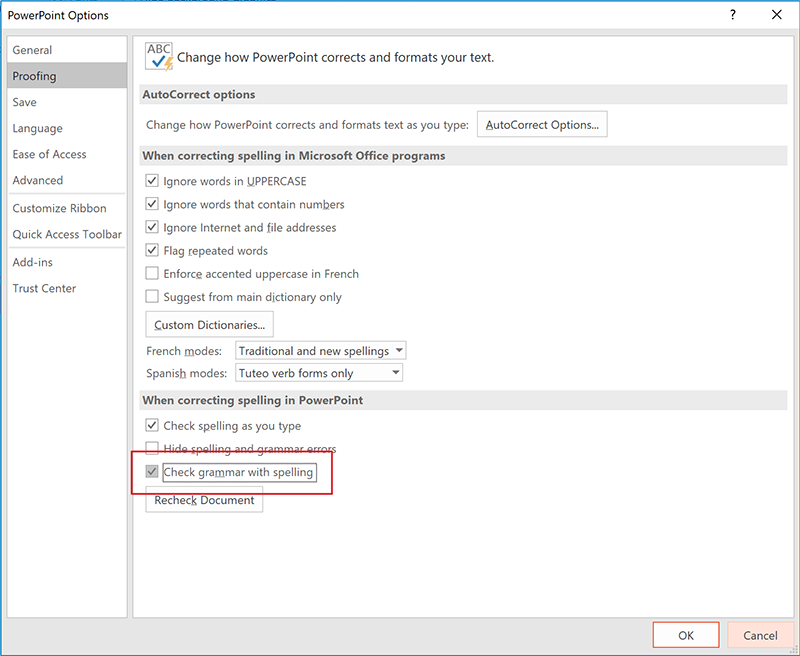 PowerPoint Options
?
General
Proofing
Save
Language
Ease of Access
Advanced
Customize Ribbon
Quick Access Toolbar
Add-ins
Trust Center
ABC
Change how PowerPoint corrects and formats your text.
AutoCorrect options
Change how PowerPoint corrects and formats text as you type: AutoCorrect Options...
When correcting spelling in Microsoft Office programs
Ignore words in UPPERCASE
Ignore words that contain numbers
Ignore Internet and file addresses
Flag repeated words
Enforce accented uppercase in French
Suggest from main dictionary only
Custom Dictionaries...
French modes: Traditional and new spellings
Spanish modes: Tuteo verb forms only
When correcting spelling in PowerPoint
Check spelling as you type
Hide spelling and grammar errors
Check grammar with spelling
Recheck Document
OK Cancel